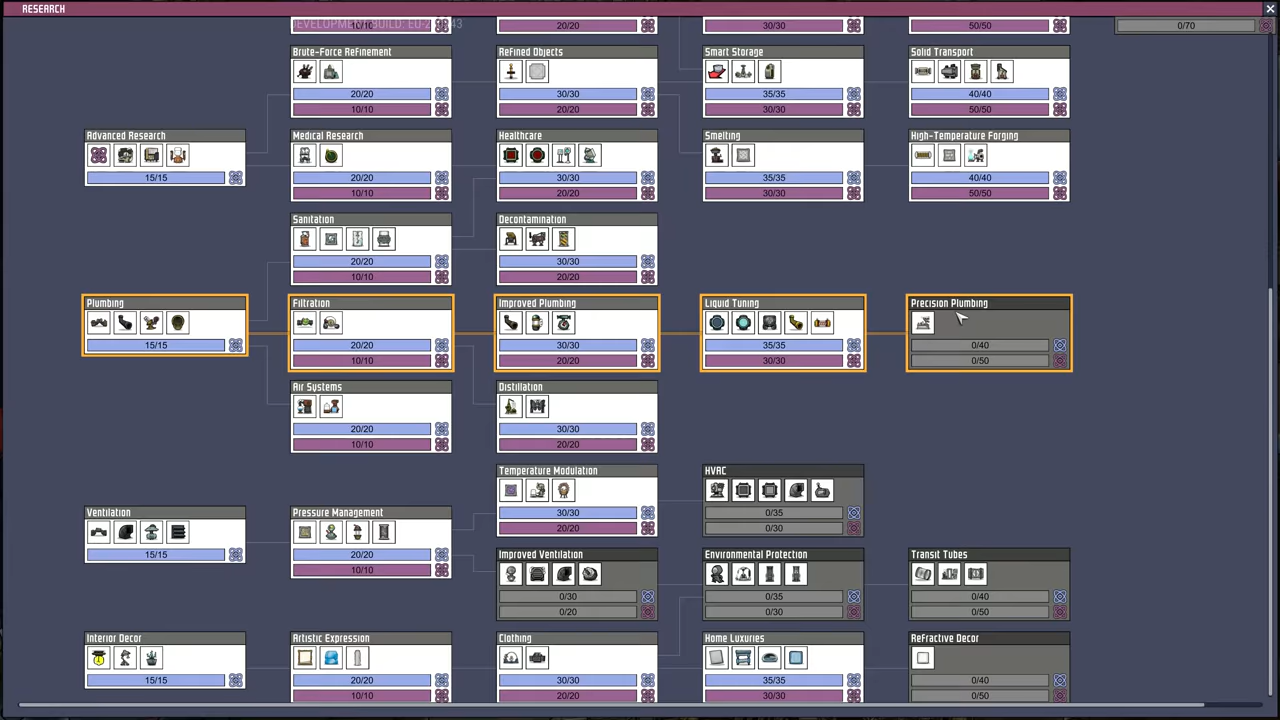 RESEARCH
DEVELOPMENT BUILD: EU-
10/10
20/20
30/30
50/50
0/70
Brute-Force Refinement
Refined Objects
Smart Storage
Solid Transport
20/20
30/30
35/35
40/40
10/10
20/20
30/30
50/50
Advanced Research
Medical Research
Healthcare
Smelting
High-Temperature Forging
15/15
20/20
30/30
35/35
40/40
10/10
20/20
30/30
50/50
Sanitation
Decontamination
20/20
30/30
10/10
20/20
Plumbing
Filtration
Improved Plumbing
Liquid Tuning
Precision Plumbing
15/15
20/20
30/30
35/35
0/40
10/10
20/20
30/30
0/50
Air Systems
Distillation
20/20
30/30
10/10
20/20
Temperature Modulation
HVAC
30/30
0/35
20/20
0/30
Ventilation
Pressure Management
15/15
20/20
10/10
Improved Ventilation
Environmental Protection
Transit Tubes
0/30
0/35
0/40
0/20
0/30
0/50
Interior Decor
Artistic Expression
Clothing
Home Luxuries
Refractive Decor
15/15
20/20
30/30
35/35
0/40
10/10
20/20
30/30
0/50